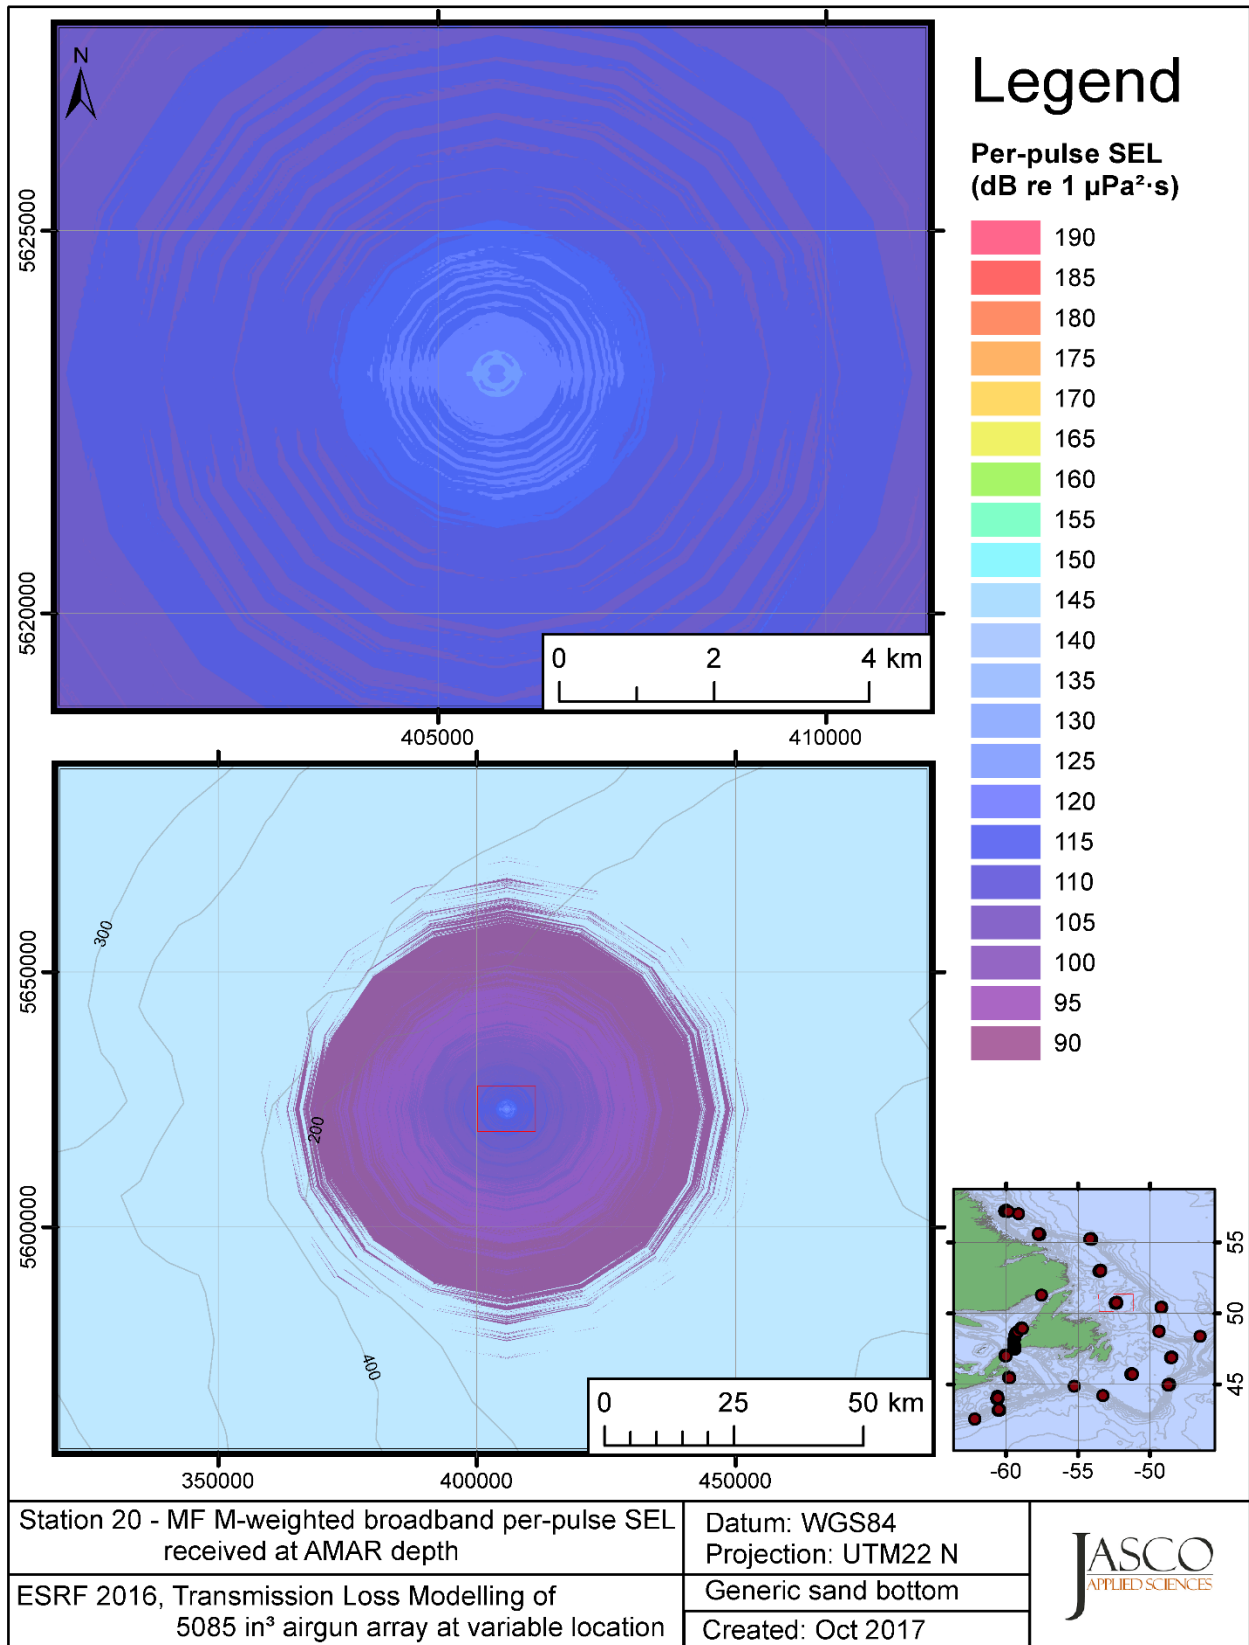 N
5625000
5620000
0 2 4 km
405000 410000
300
200
400
5650000
5600000
0 25 50 km
350000 400000 450000
Legend
Per-pulse SEL
(dB re 1 µPa²·s)
190
185
180
175
170
165
160
155
150
145
140
135
130
125
120
115
110
105
100
95
90
55
50
45
-60 -55 -50
Station 20 - MF M-weighted broadband per-pulse SEL
received at AMAR depth
ESRF 2016, Transmission Loss Modelling of
5085 in³ airgun array at variable location
Datum: WGS84
Projection: UTM22 N
Generic sand bottom
Created: Oct 2017
JASCO
APPLIED SCIENCES